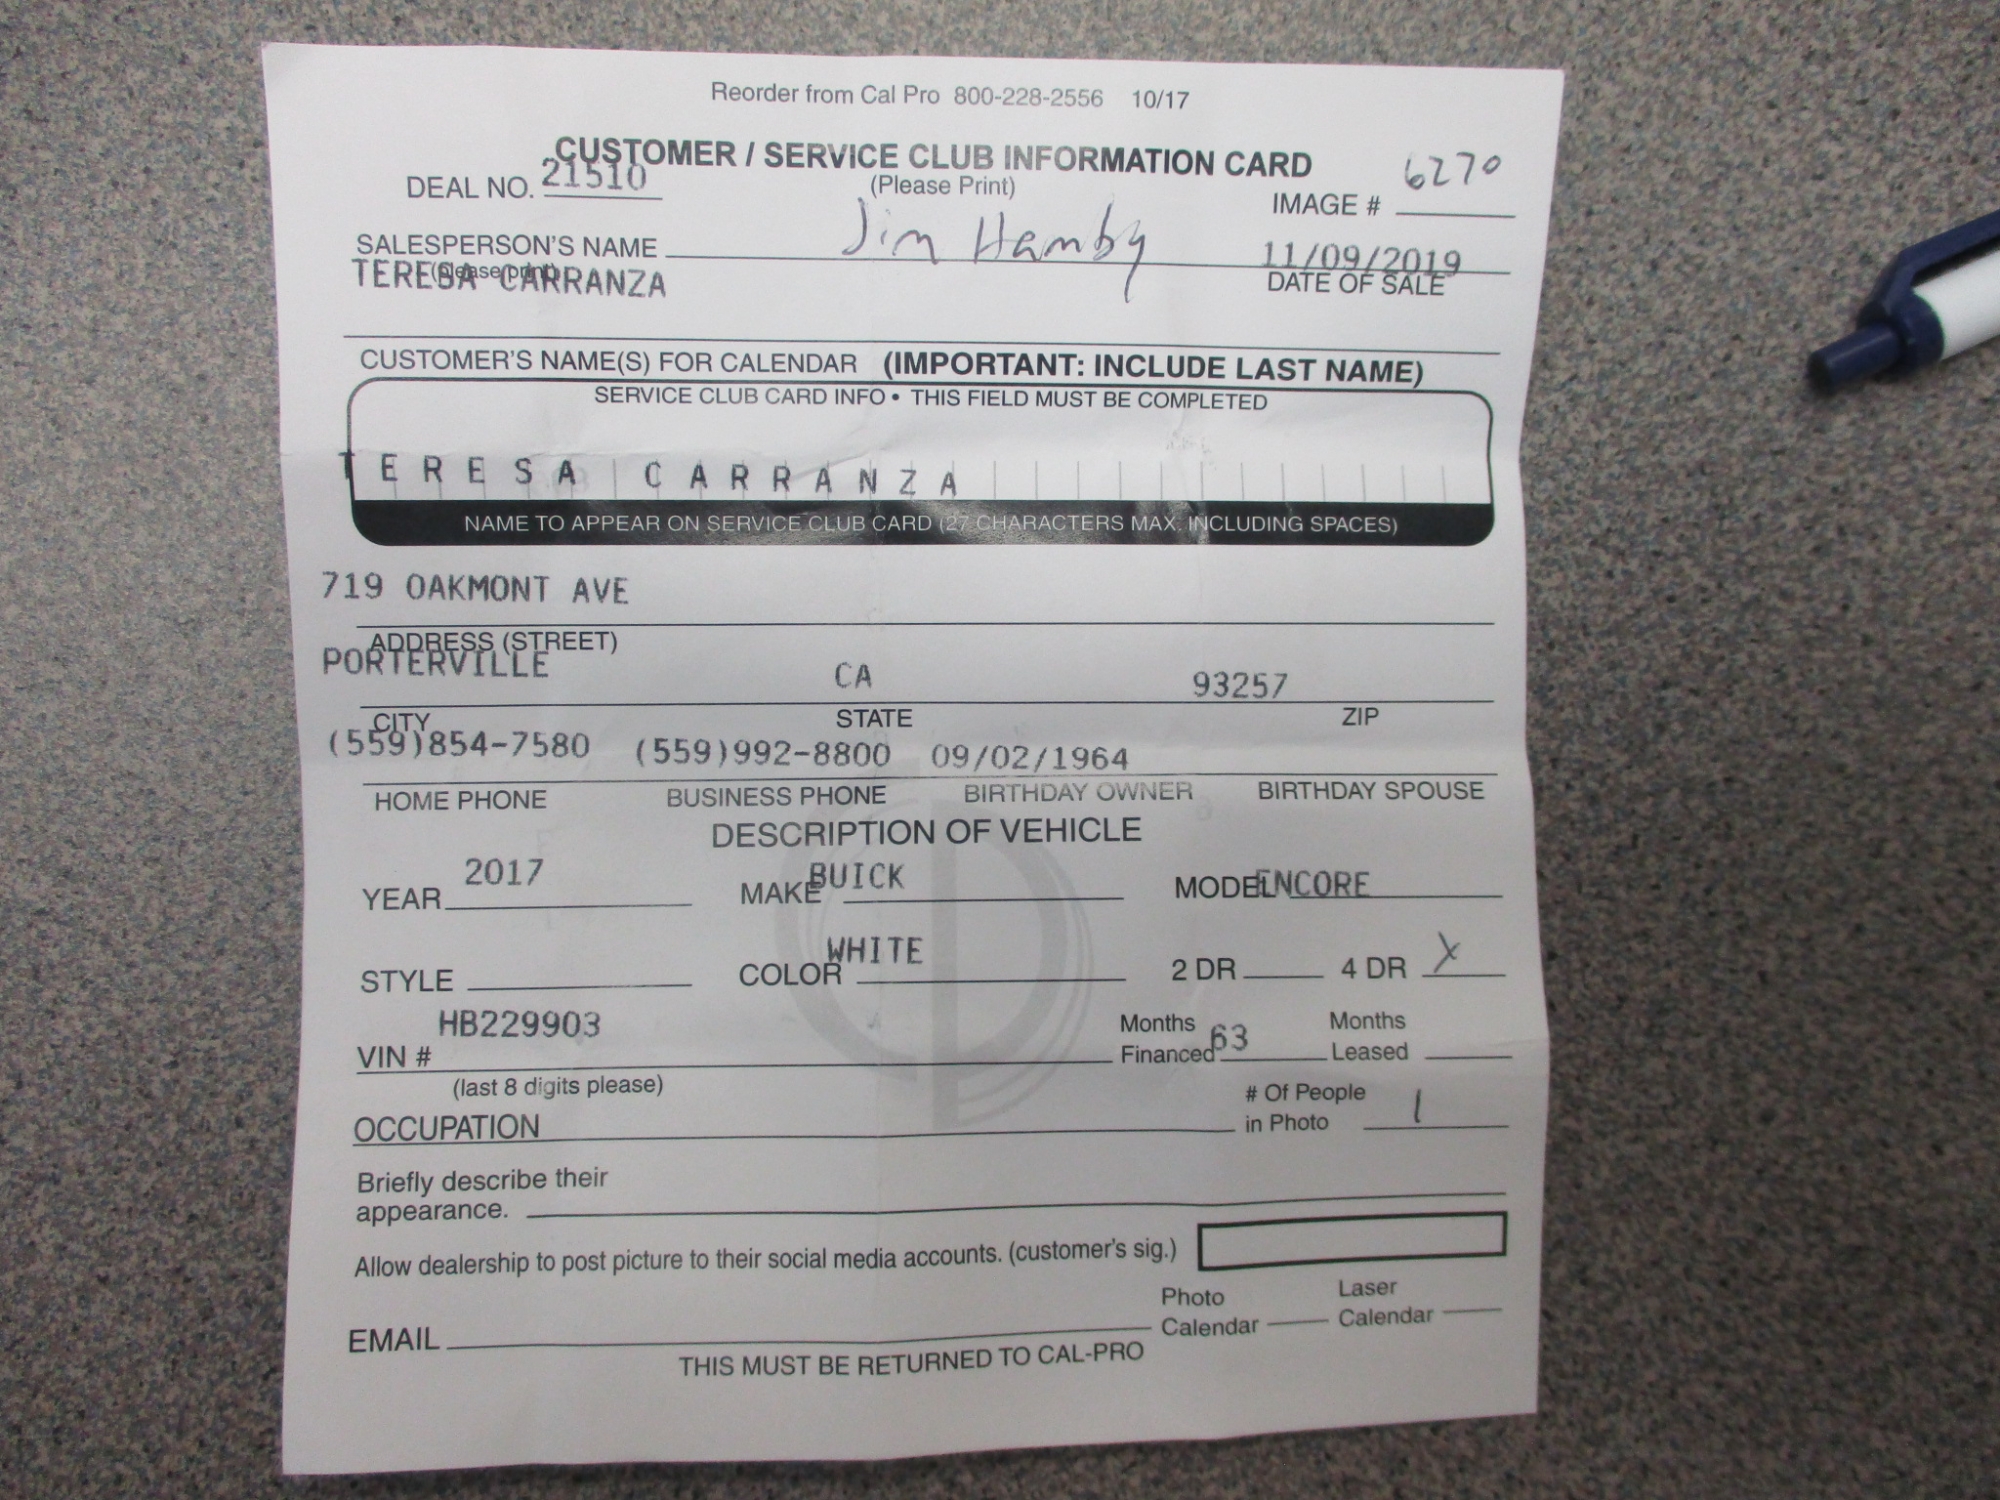 Reorder from Cal Pro 800-228-2556 10/17
CUSTOMER / SERVICE CLUB INFORMATION CARD
DEAL NO. 21510 (Please Print) IMAGE # 6270
SALESPERSON'S NAME Jim Hamby 11/09/2019
(please print) DATE OF SALE
TERESA CARRANZA
CUSTOMER'S NAME(S) FOR CALENDAR (IMPORTANT: INCLUDE LAST NAME)
SERVICE CLUB CARD INFO • THIS FIELD MUST BE COMPLETED
TERESA CARRANZA
NAME TO APPEAR ON SERVICE CLUB CARD (27 CHARACTERS MAX. INCLUDING SPACES)
719 OAKMONT AVE
ADDRESS (STREET)
PORTERVILLE CA 93257
CITY STATE ZIP
(559)854-7580 (559)992-8800 09/02/1964
HOME PHONE BUSINESS PHONE BIRTHDAY OWNER BIRTHDAY SPOUSE
DESCRIPTION OF VEHICLE
YEAR 2017 MAKE BUICK MODEL ENCORE
STYLE COLOR WHITE 2 DR 4 DR X
VIN # HB229903 Months Financed 63 Months Leased
(last 8 digits please)
OCCUPATION # Of People in Photo 1
Briefly describe their
appearance.
Allow dealership to post picture to their social media accounts. (customer's sig.)
EMAIL Photo Calendar Laser Calendar
THIS MUST BE RETURNED TO CAL-PRO